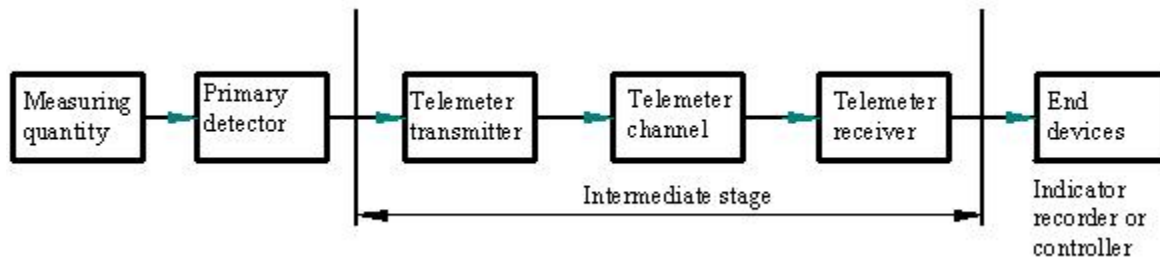 Measuring
quantity
Primary
detector
Telemeter
transmitter
Telemeter
channel
Telemeter
receiver
End
devices
Intermediate stage
Indicator
recorder or
controller